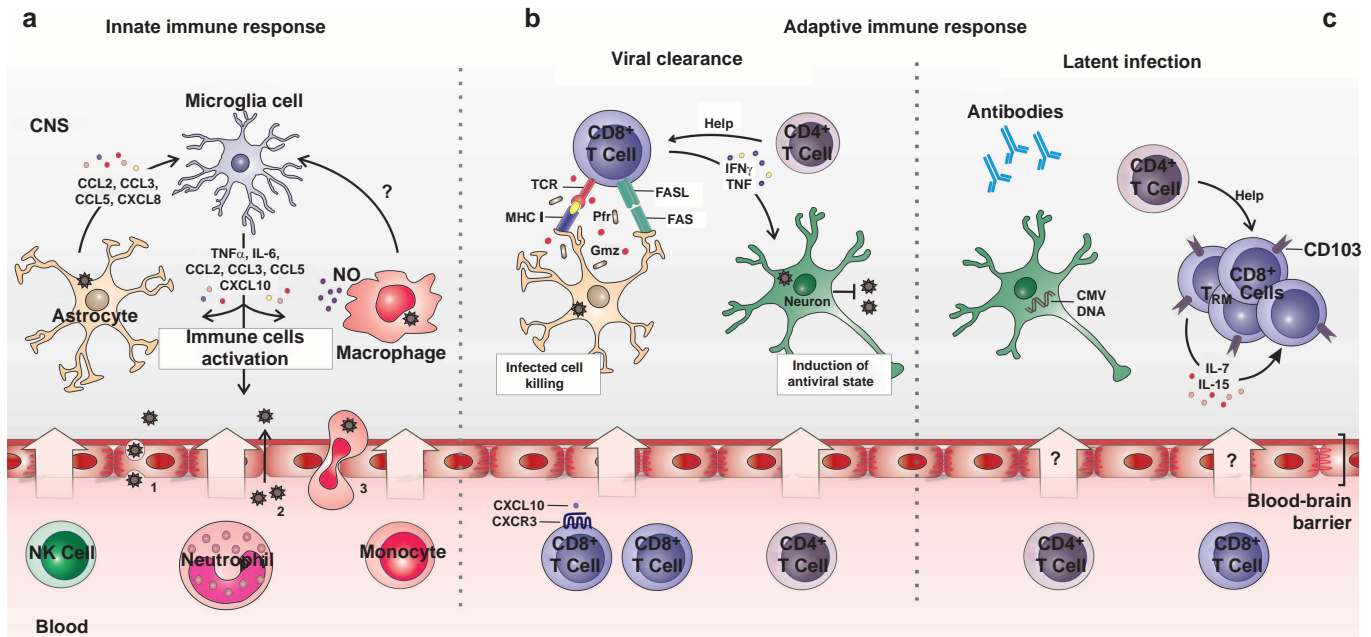 a
Innate immune response
CNS
Microglia cell
CCL2, CCL3,
CCL5, CXCL8
?
TNFα, IL-6,
CCL2, CCL3, CCL5
CXCL10
NO
Astrocyte
Macrophage
Immune cells
activation
1
2
3
NK Cell
Neutrophil
Monocyte
Blood
b
Adaptive immune response
Viral clearance
CD8+
T Cell
Help
CD4+
T Cell
IFNγ
TNF
TCR
FASL
MHC I
Pfr
FAS
Gmz
Neuron
Infected cell
killing
Induction of
antiviral state
CXCL10
CXCR3
CD8+
T Cell
CD8+
T Cell
CD4+
T Cell
c
Latent infection
Antibodies
CD4+
T Cell
Help
CD103
CD8+
TRM Cells
CMV
DNA
IL-7
IL-15
?
?
Blood-brain
barrier
CD4+
T Cell
CD8+
T Cell